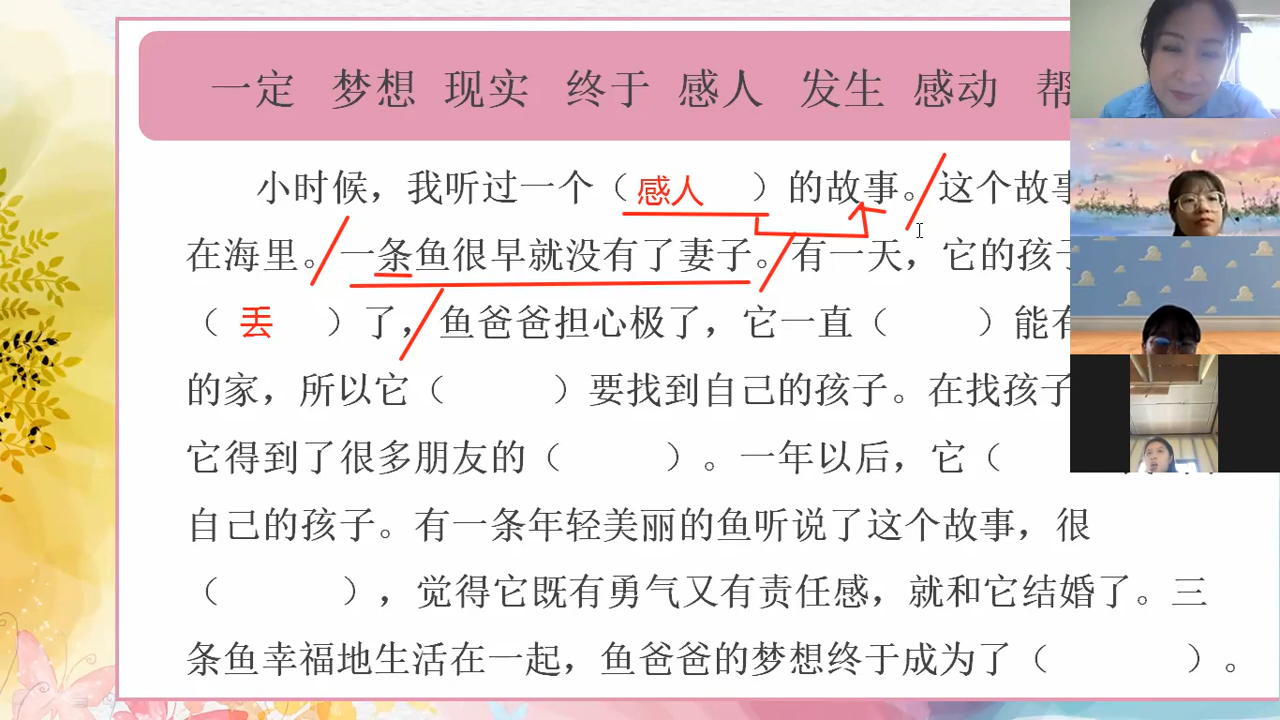 一定 梦想 现实 终于 感人 发生 感动 帮
小时候，我听过一个（ 感人 ）的故事。这个故事
在海里。一条鱼很早就没有了妻子。有一天，它的孩子
（ 丢 ）了，鱼爸爸担心极了，它一直（ ）能有
的家，所以它（ ）要找到自己的孩子。在找孩子
它得到了很多朋友的（ ）。一年以后，它（
自己的孩子。有一条年轻美丽的鱼听说了这个故事，很
（ ），觉得它既有勇气又有责任感，就和它结婚了。三
条鱼幸福地生活在一起，鱼爸爸的梦想终于成为了（ ）。